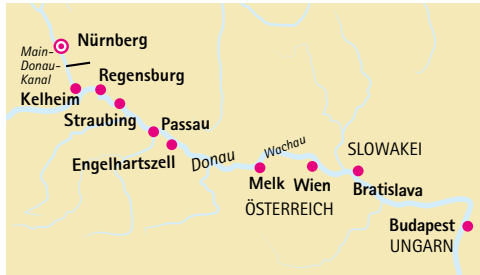 Nürnberg
Main-
Donau-
Kanal
Regensburg
Kelheim
Straubing
Passau
Engelhartszell
Donau
Wachau
SLOWAKEI
Melk
Wien
Bratislava
ÖSTERREICH
Budapest
UNGARN